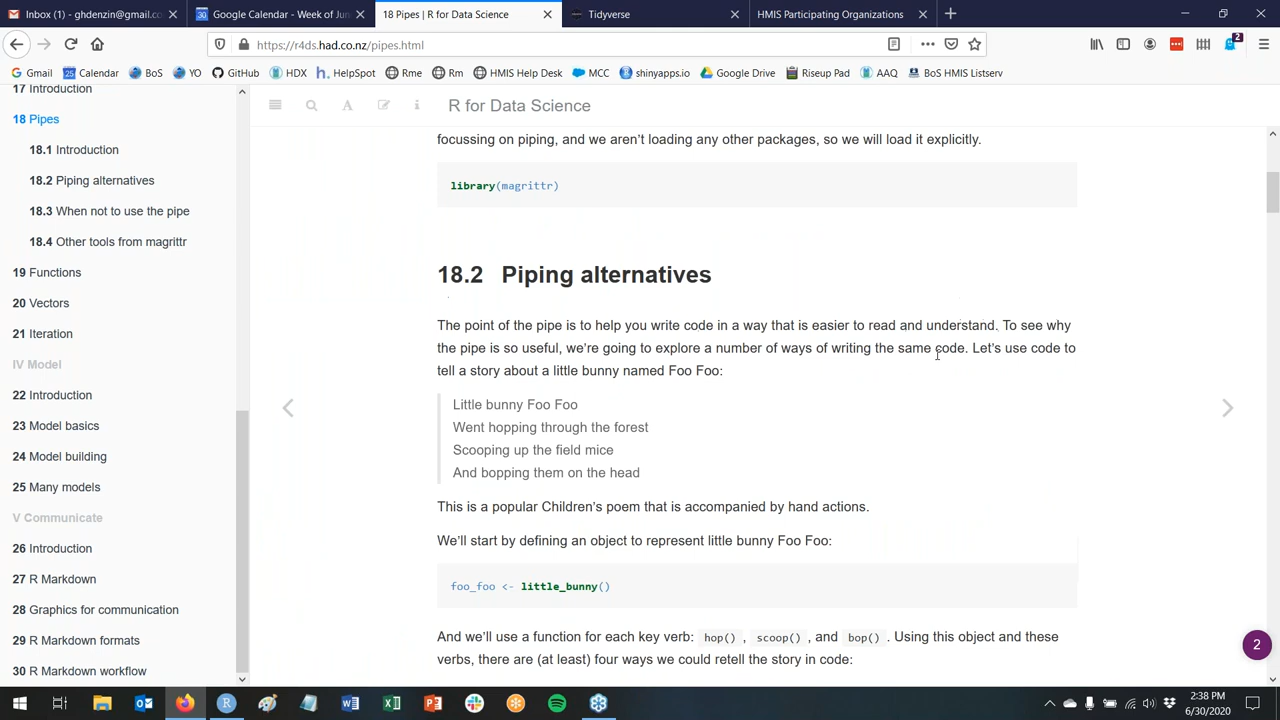 Inbox (1) - ghdenzin@gmail.co
Google Calendar - Week of Jun
18 Pipes | R for Data Science
Tidyverse
HMIS Participating Organizations
https://r4ds.had.co.nz/pipes.html
2
Gmail
Calendar
BoS
YO
GitHub
HDX
HelpSpot
Rme
Rm
HMIS Help Desk
MCC
shinyapps.io
Google Drive
Riseup Pad
AAQ
BoS HMIS Listserv
17 Introduction
18 Pipes
18.1 Introduction
18.2 Piping alternatives
18.3 When not to use the pipe
18.4 Other tools from magrittr
19 Functions
20 Vectors
21 Iteration
IV Model
22 Introduction
23 Model basics
24 Model building
25 Many models
V Communicate
26 Introduction
27 R Markdown
28 Graphics for communication
29 R Markdown formats
30 R Markdown workflow
R for Data Science
focussing on piping, and we aren't loading any other packages, so we will load it explicitly.
library(magrittr)
18.2 Piping alternatives
The point of the pipe is to help you write code in a way that is easier to read and understand. To see why
the pipe is so useful, we're going to explore a number of ways of writing the same code. Let's use code to
tell a story about a little bunny named Foo Foo:
Little bunny Foo Foo
Went hopping through the forest
Scooping up the field mice
And bopping them on the head
This is a popular Children's poem that is accompanied by hand actions.
We'll start by defining an object to represent little bunny Foo Foo:
foo_foo <- little_bunny()
And we'll use a function for each key verb: hop() , scoop() , and bop() . Using this object and these
verbs, there are (at least) four ways we could retell the story in code:
2
2:38 PM
6/30/2020